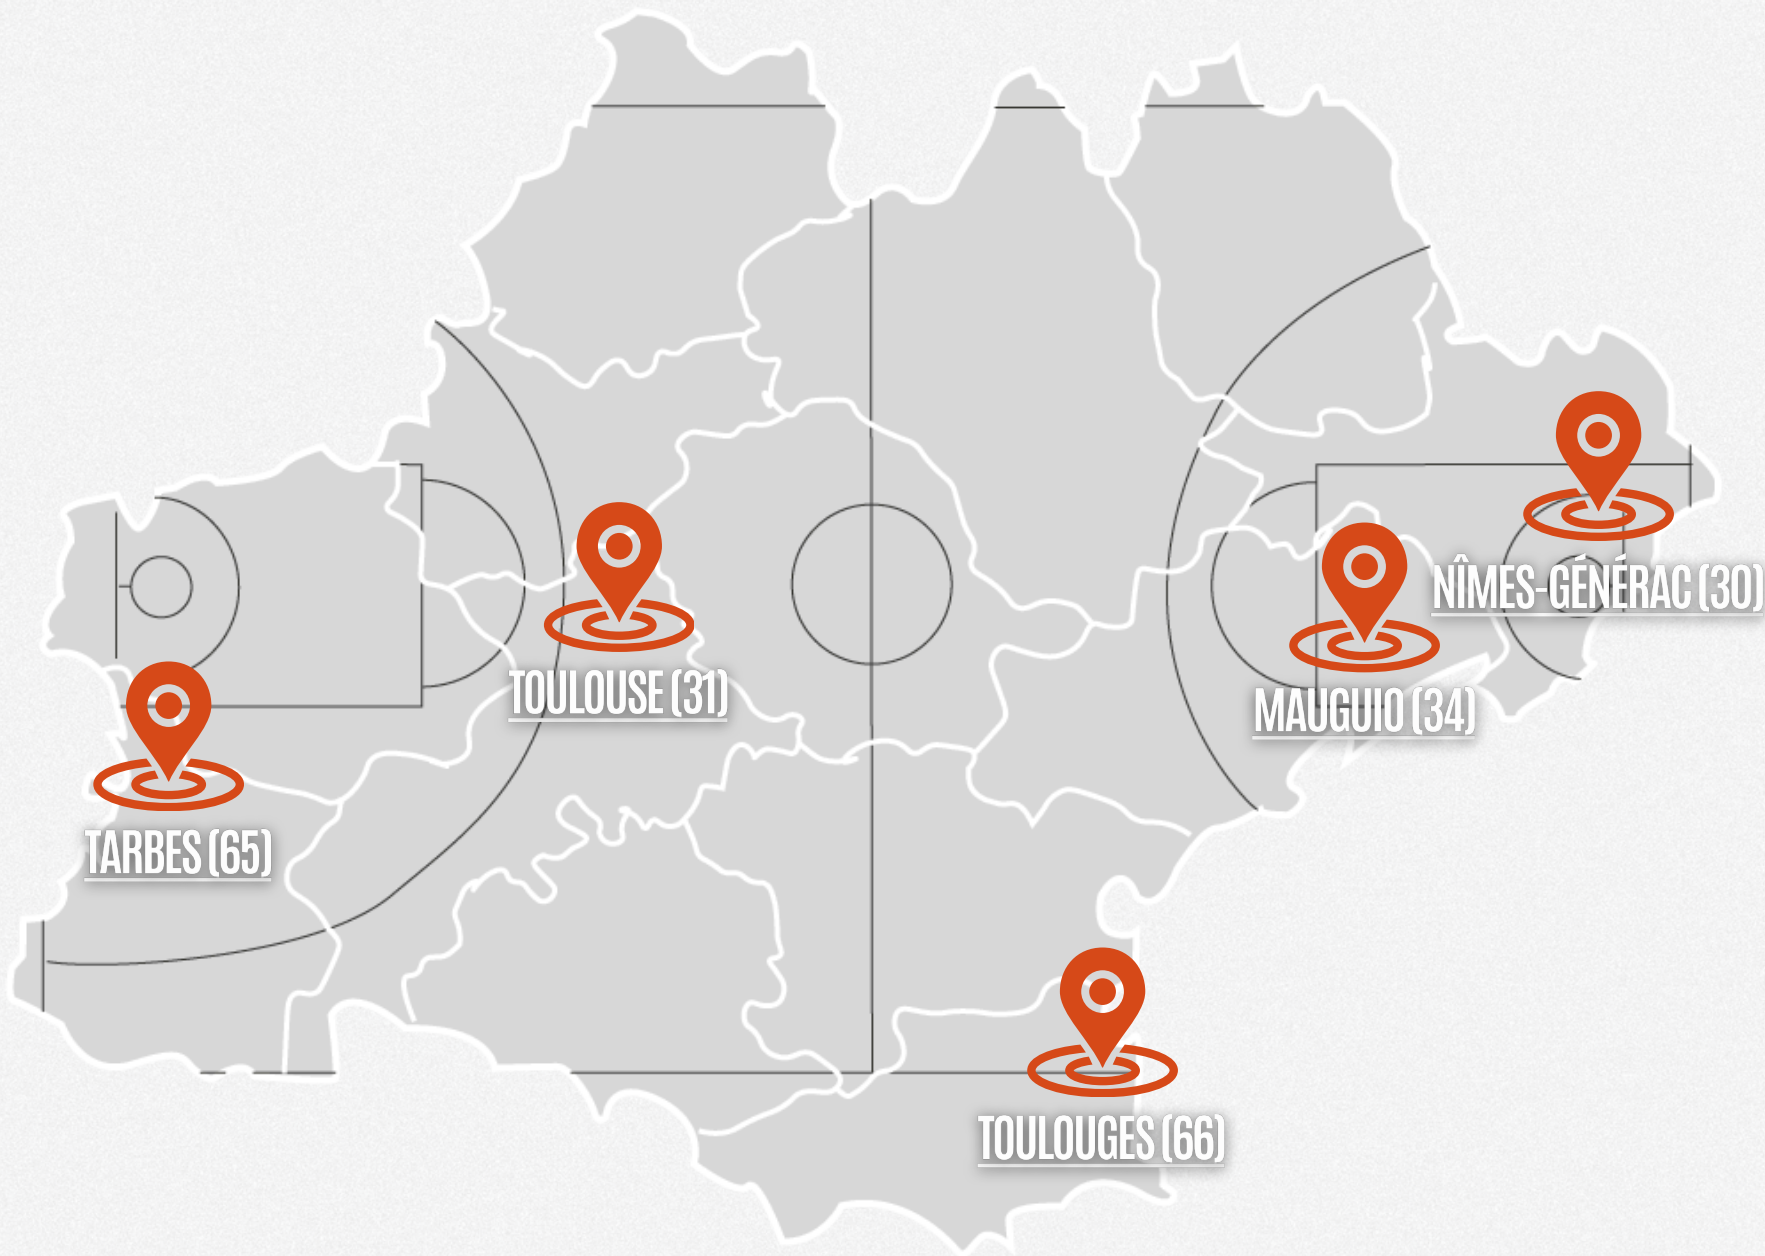 NÎMES-GÉNÉRAC (30)
TOULOUSE (31)
MAUGUIO (34)
TARBES (65)
TOULOUGES (66)